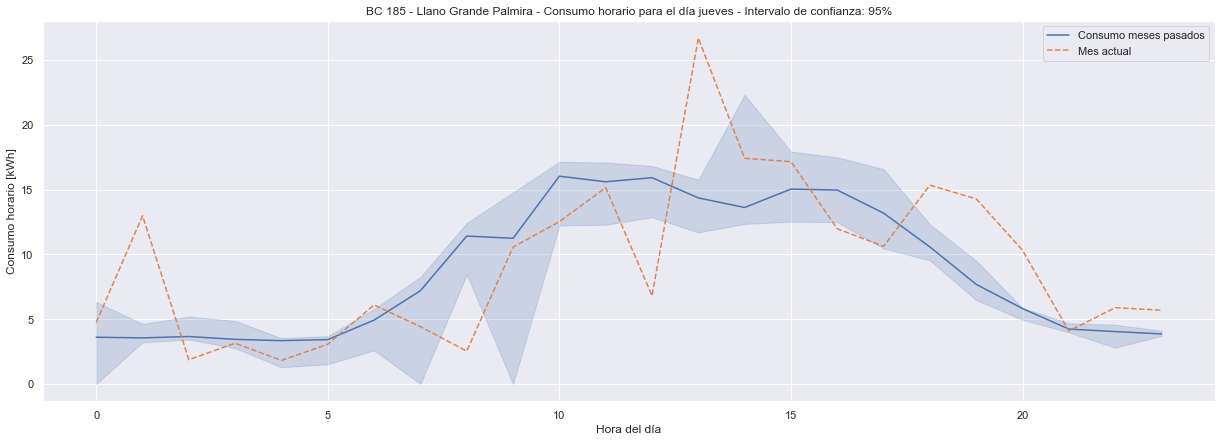 BC 185 - Llano Grande Palmira - Consumo horario para el día jueves - Intervalo de confianza: 95%
Consumo meses pasados
Mes actual
Consumo horario [kWh]
25
20
15
10
5
0
0 5 10 15 20
Hora del día